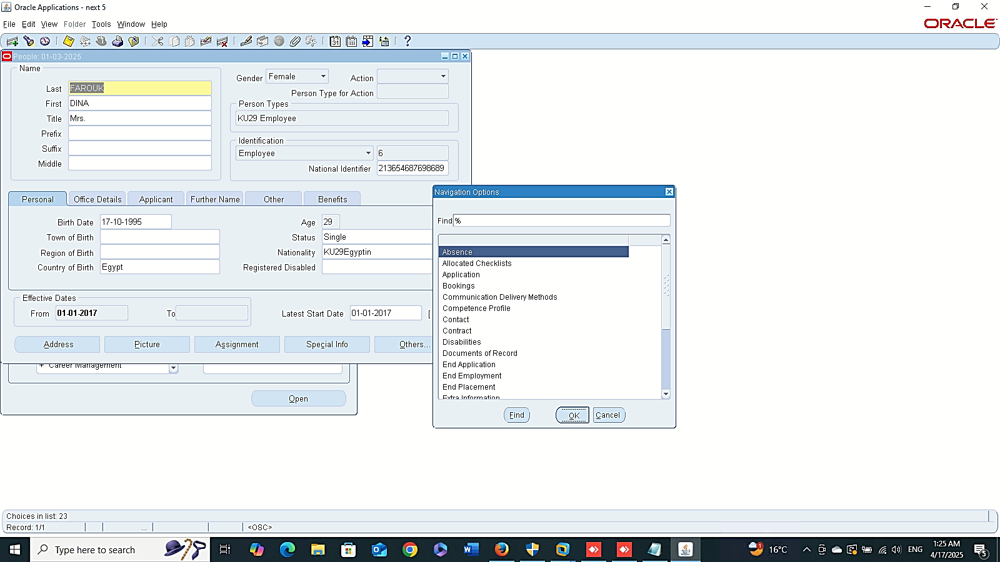 Oracle Applications - next 5
File Edit View Folder Tools Window Help
ORACLE
People: 01-03-2025
Name
Last FAROUK
First DINA
Title Mrs.
Prefix
Suffix
Middle
Gender Female Action
Person Type for Action
Person Types
KU29 Employee
Identification
Employee 6
National Identifier 213654687698689
Personal Office Details Applicant Further Name Other Benefits
Birth Date 17-10-1995 Age 29
Town of Birth Status Single
Region of Birth Nationality KU29Egyptin
Country of Birth Egypt Registered Disabled
Effective Dates
From 01-01-2017 To Latest Start Date 01-01-2017 [
Address Picture Assignment Special Info Others...
+ Career Management
Open
Navigation Options
Find %
Absence
Allocated Checklists
Application
Bookings
Communication Delivery Methods
Competence Profile
Contact
Contract
Disabilities
Documents of Record
End Application
End Employment
End Placement
Extra Information
Find OK Cancel
Choices in list: 23
Record: 1/1 ... <OSC>
Type here to search
16°C ENG
1:25 AM
4/17/2025
5